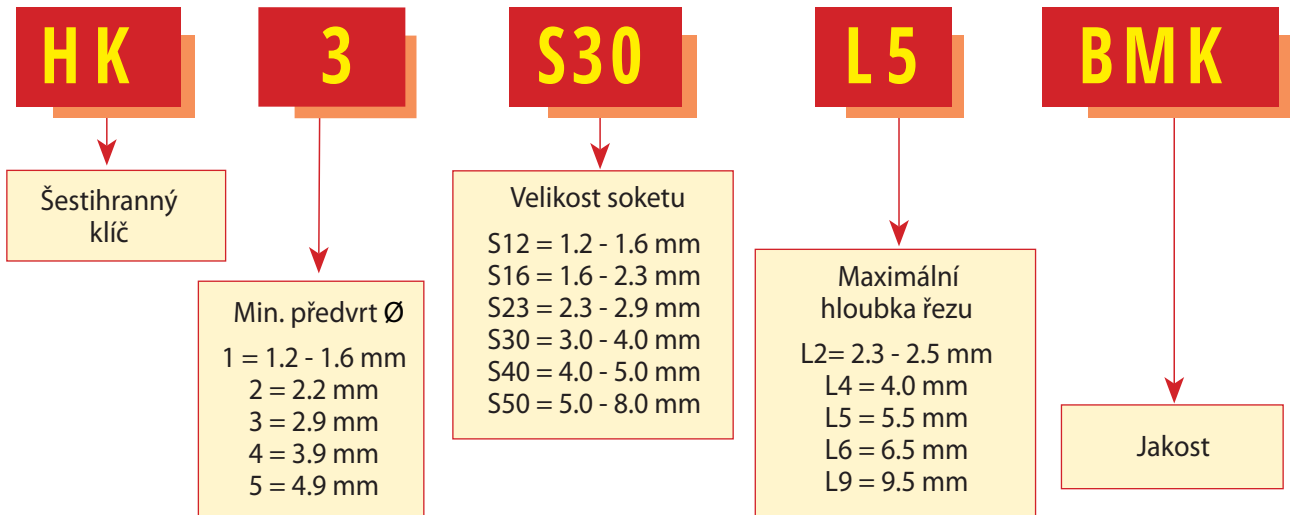 HK 3 S30 L5 BMK
Šestihranný
klíč
Min. předvrt Ø
1 = 1.2 - 1.6 mm
2 = 2.2 mm
3 = 2.9 mm
4 = 3.9 mm
5 = 4.9 mm
Velikost soketu
S12 = 1.2 - 1.6 mm
S16 = 1.6 - 2.3 mm
S23 = 2.3 - 2.9 mm
S30 = 3.0 - 4.0 mm
S40 = 4.0 - 5.0 mm
S50 = 5.0 - 8.0 mm
Maximální
hloubka řezu
L2= 2.3 - 2.5 mm
L4 = 4.0 mm
L5 = 5.5 mm
L6 = 6.5 mm
L9 = 9.5 mm
Jakost